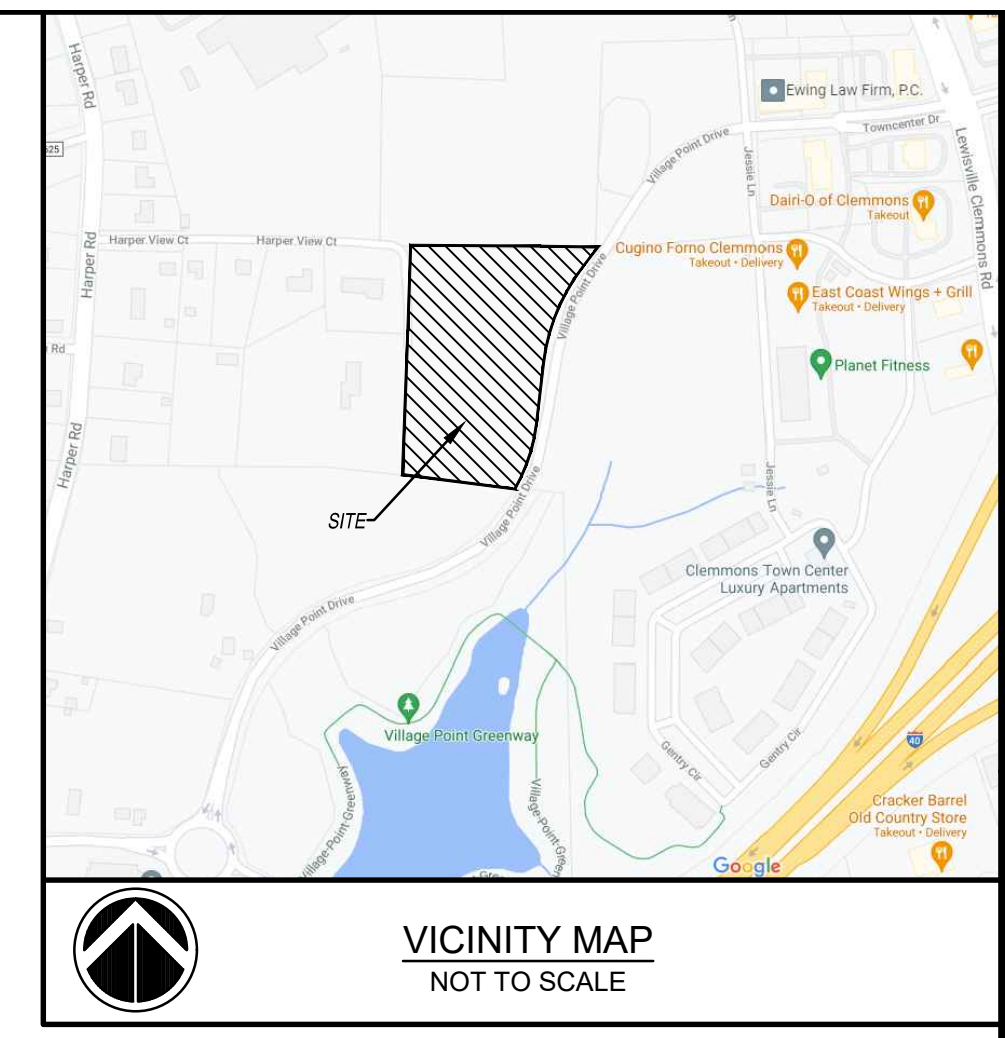 Harper Rd
Ewing Law Firm, P.C.
Towncenter Dr
Village Point Drive
Jessie Ln
Lewisville Clemmons Rd
Dairi-O of Clemmons
Takeout
Harper View Ct
Harper View Ct
Harper Rd
Cugino Forno Clemmons
Takeout • Delivery
Village Point Drive
East Coast Wings + Grill
Takeout • Delivery
Rd
Planet Fitness
Harper Rd
SITE
Village Point Drive
Jessie Ln
Clemmons Town Center
Luxury Apartments
Village Point Drive
Village Point Greenway
40
Gentry Cir
Gentry Cir
Village-Point-Greenway
Village-Point-Gree
Cracker Barrel
Old Country Store
Takeout • Delivery
Google
VICINITY MAP
NOT TO SCALE